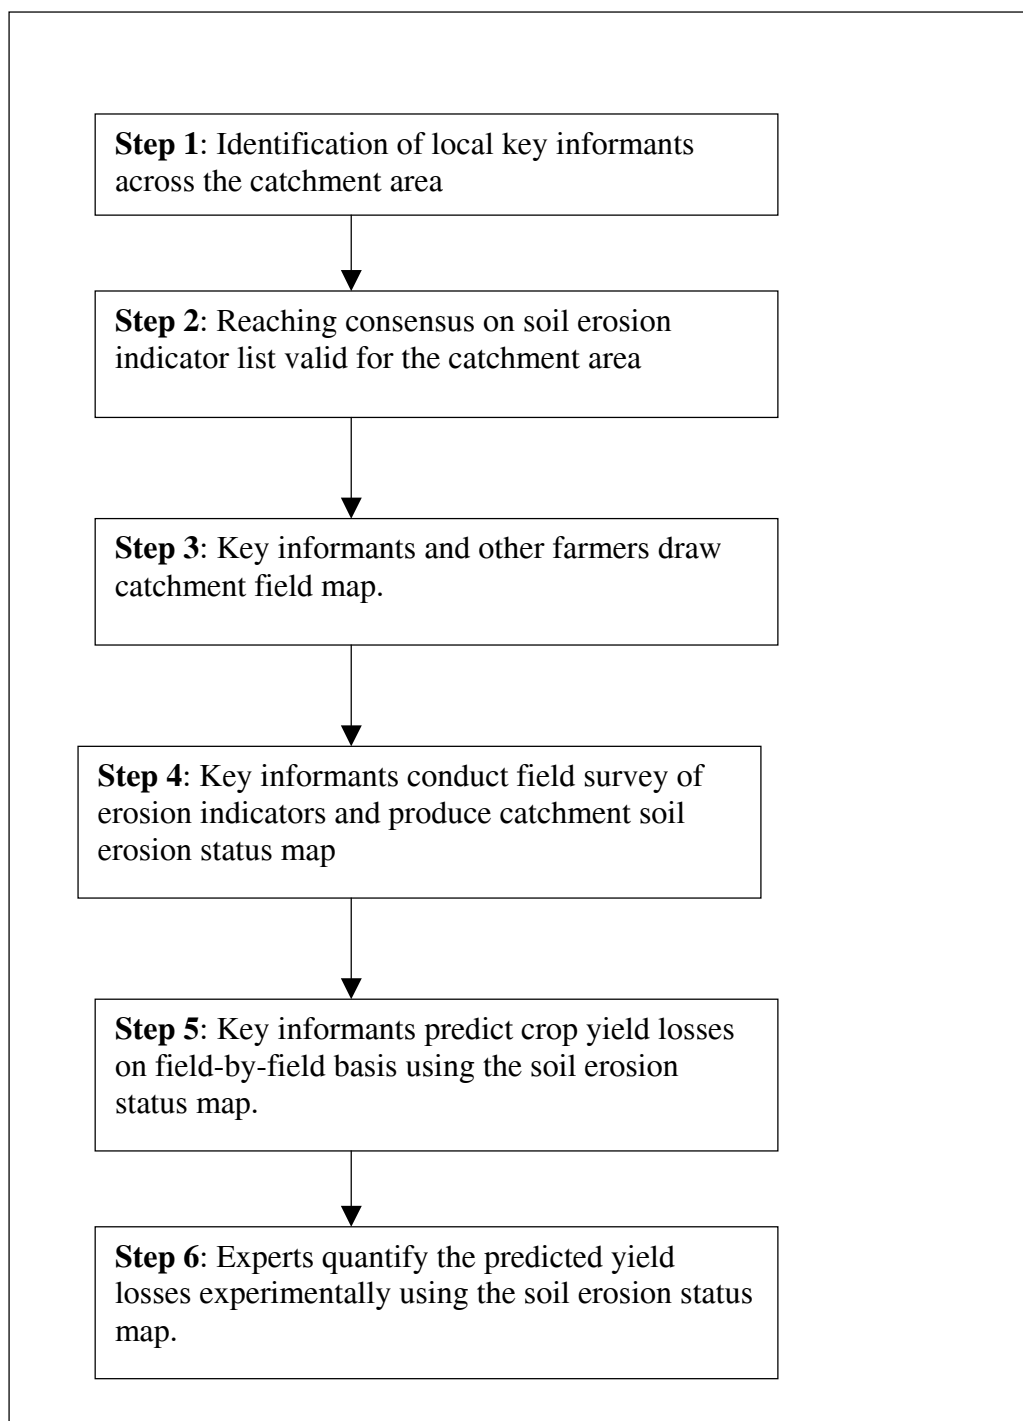 Step 1: Identification of local key informants
across the catchment area
Step 2: Reaching consensus on soil erosion
indicator list valid for the catchment area
Step 3: Key informants and other farmers draw
catchment field map.
Step 4: Key informants conduct field survey of
erosion indicators and produce catchment soil
erosion status map
Step 5: Key informants predict crop yield losses
on field-by-field basis using the soil erosion
status map.
Step 6: Experts quantify the predicted yield
losses experimentally using the soil erosion status
map.